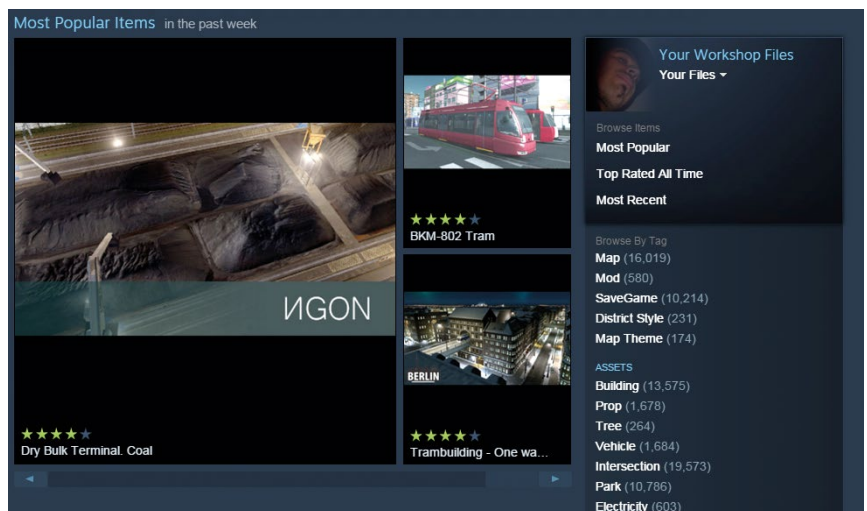 Most Popular Items in the past week
ИGON
★★★★★
Dry Bulk Terminal. Coal
★★★★★
BKM-802 Tram
BERLIN
★★★★★
Trambuilding - One wa...
Your Workshop Files
Your Files
Browse Items
Most Popular
Top Rated All Time
Most Recent
Browse By Tag
Map (16,019)
Mod (580)
SaveGame (10,214)
District Style (231)
Map Theme (174)
ASSETS
Building (13,575)
Prop (1,678)
Tree (264)
Vehicle (1,684)
Intersection (19,573)
Park (10,786)
Electricity (603)